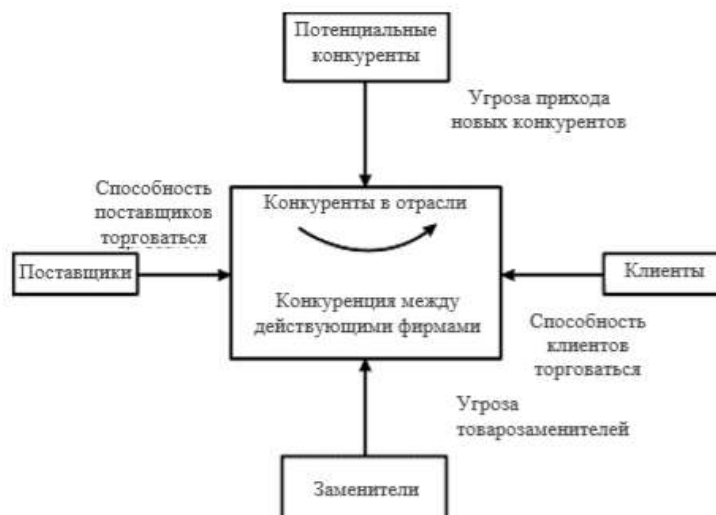 Потенциальные
конкуренты
Угроза прихода
новых конкурентов
Способность
поставщиков
торговаться
Конкуренты в отрасли
Поставщики
Клиенты
Конкуренция между
действующими фирмами
Способность
клиентов
торговаться
Угроза
товарозаменителей
Заменители